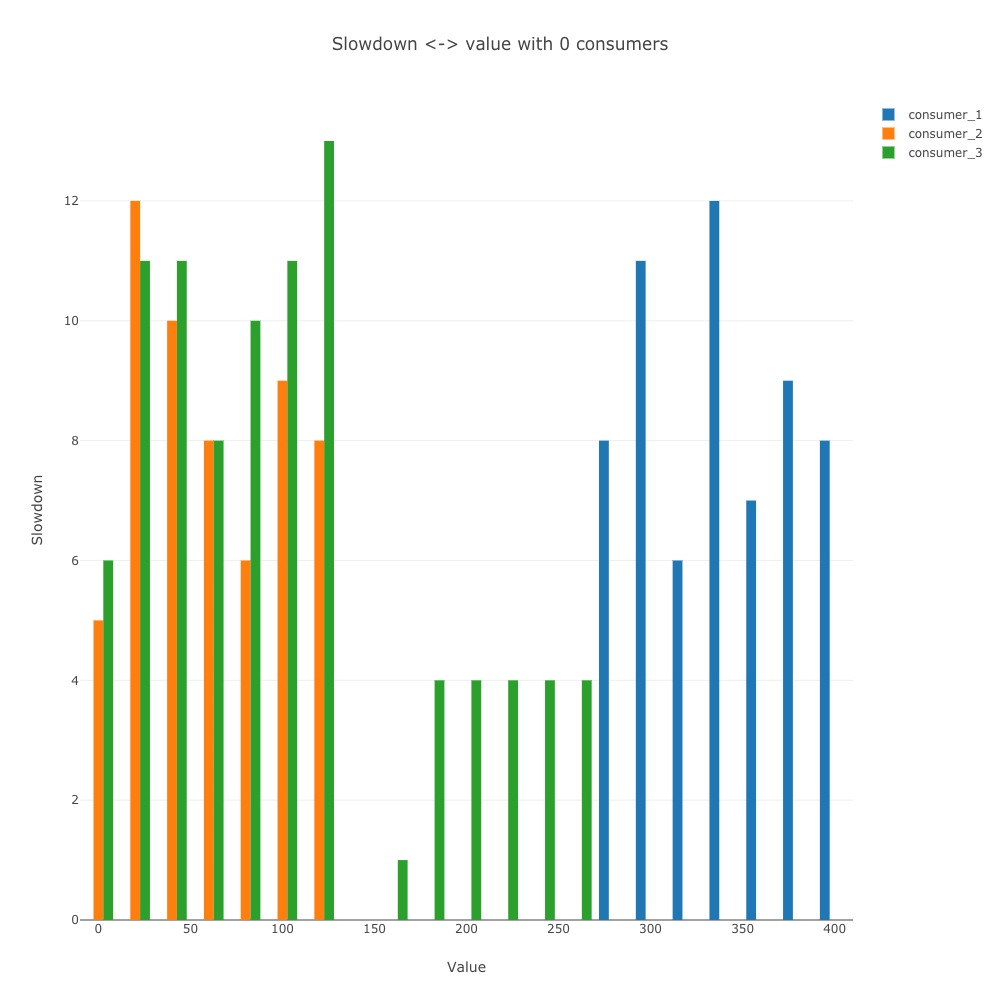 Slowdown <-> value with 0 consumers
consumer_1
consumer_2
consumer_3
12
10
8
6
4
2
0
Slowdown
0 50 100 150 200 250 300 350 400
Value